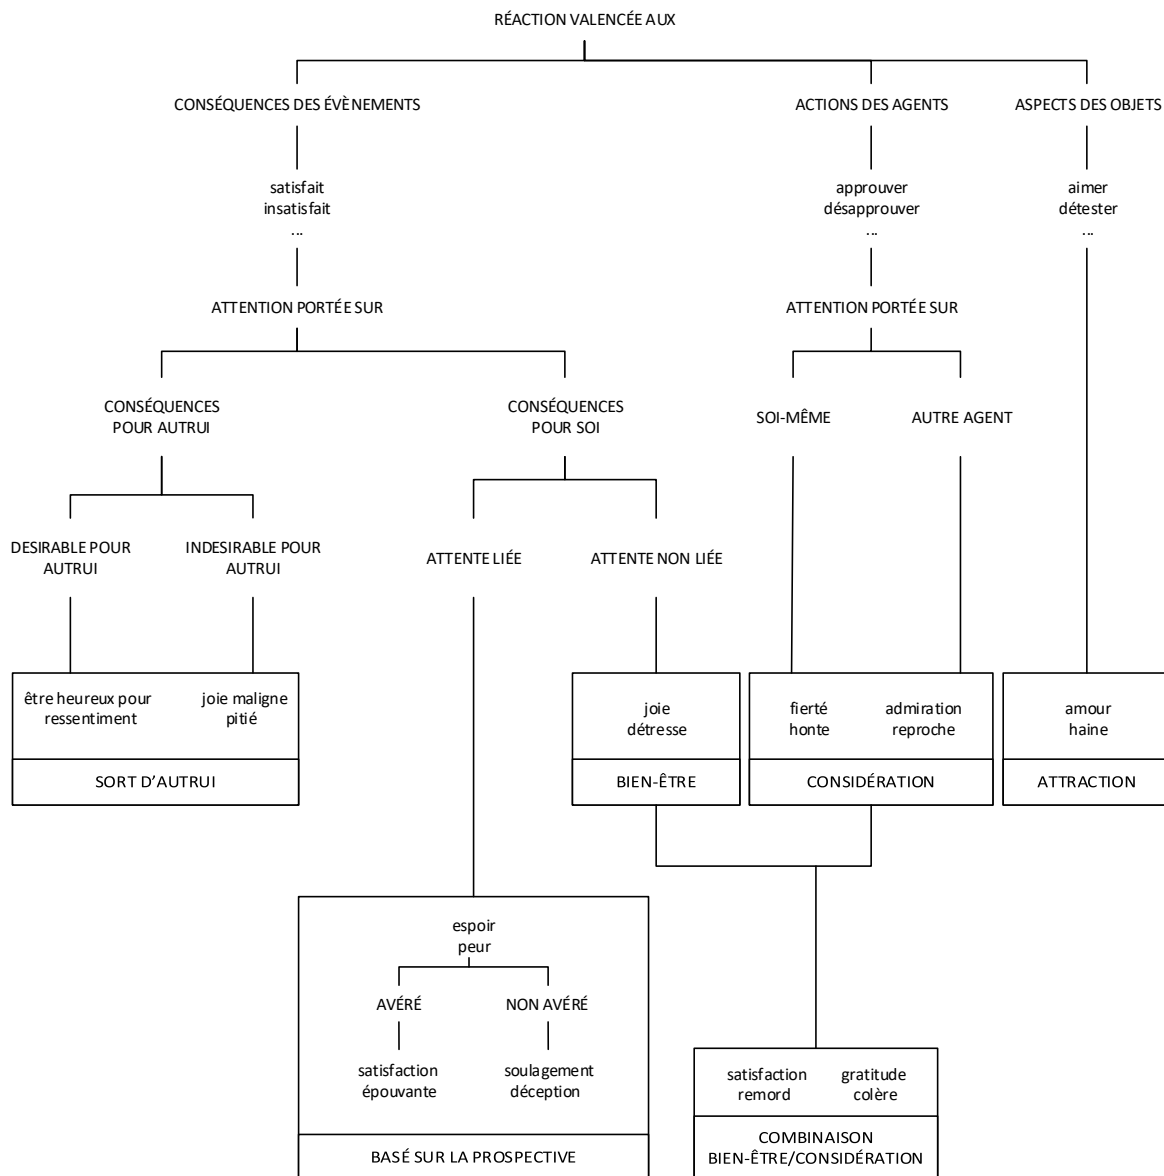 RÉACTION VALENCÉE AUX
CONSÉQUENCES DES ÉVÈNEMENTS
ACTIONS DES AGENTS
ASPECTS DES OBJETS
satisfait
insatisfait
...
approuver
désapprouver
...
aimer
détester
...
ATTENTION PORTÉE SUR
ATTENTION PORTÉE SUR
CONSÉQUENCES
POUR AUTRUI
CONSÉQUENCES
POUR SOI
SOI-MÊME
AUTRE AGENT
DESIRABLE POUR
AUTRUI
INDESIRABLE POUR
AUTRUI
ATTENTE LIÉE
ATTENTE NON LIÉE
être heureux pour
ressentiment
joie maligne
pitié
SORT D'AUTRUI
joie
détresse
BIEN-ÊTRE
fierté
honte
admiration
reproche
CONSIDÉRATION
amour
haine
ATTRACTION
espoir
peur
AVÉRÉ
NON AVÉRÉ
satisfaction
épouvante
soulagement
déception
BASÉ SUR LA PROSPECTIVE
satisfaction
remord
gratitude
colère
COMBINAISON
BIEN-ÊTRE/CONSIDÉRATION